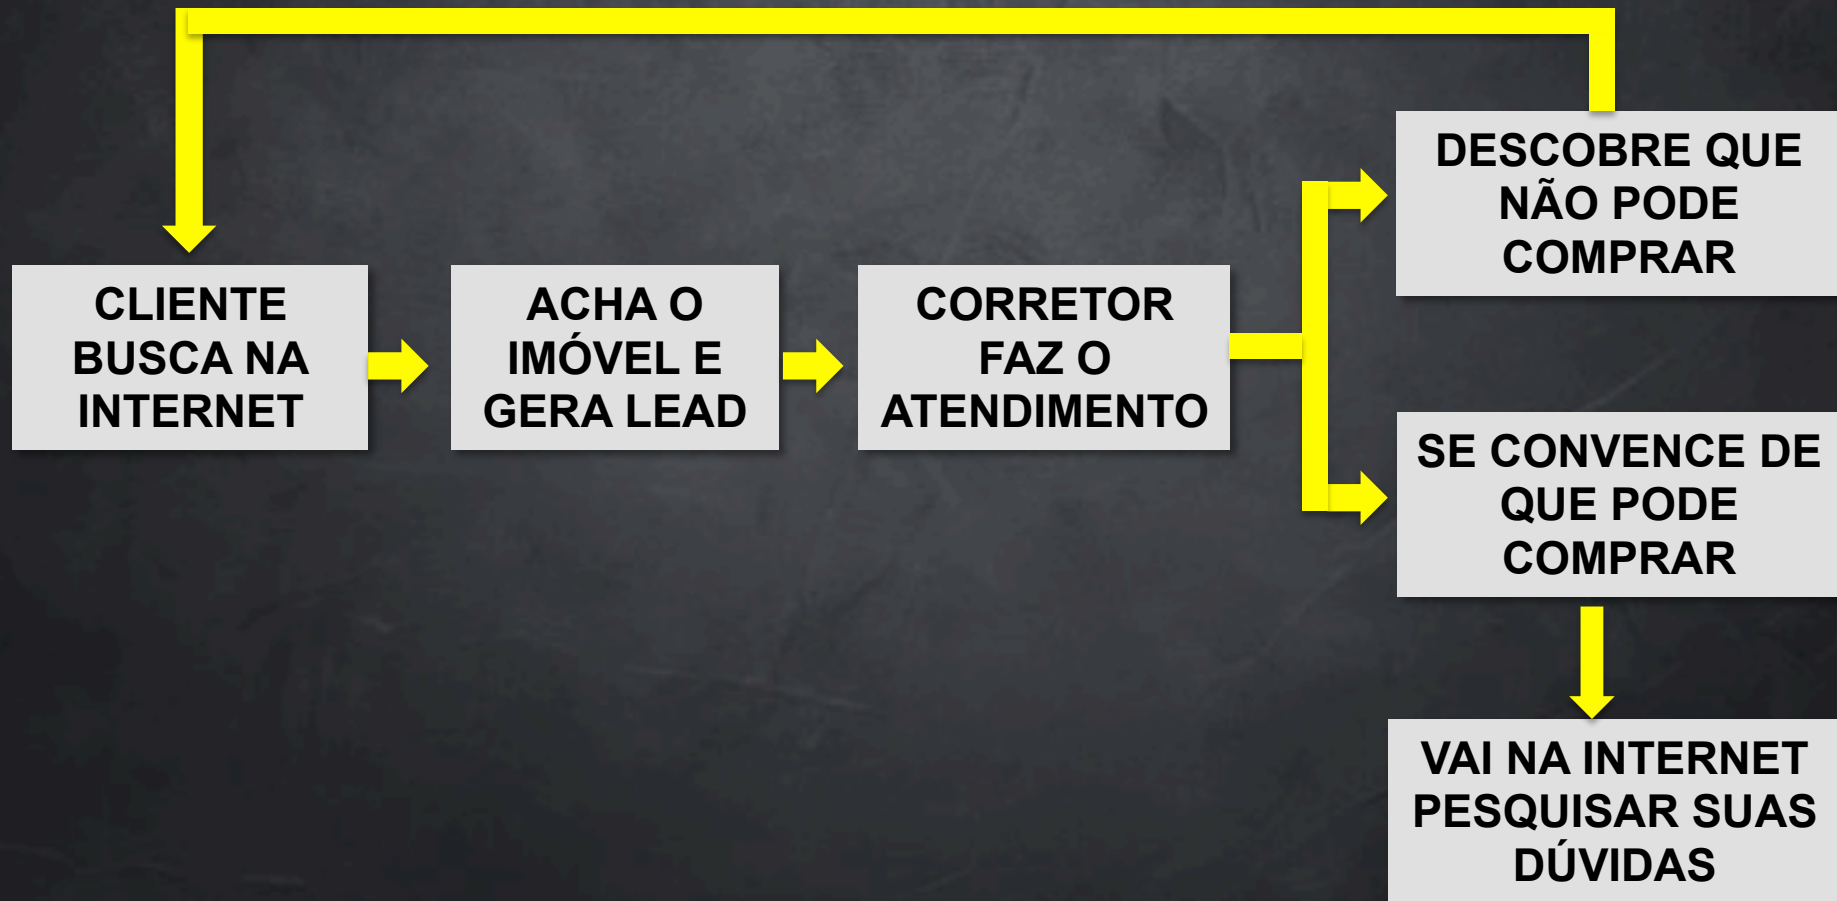 CLIENTE
BUSCA NA
INTERNET
ACHA O
IMÓVEL E
GERA LEAD
CORRETOR
FAZ O
ATENDIMENTO
DESCOBRE QUE
NÃO PODE
COMPRAR
SE CONVENCE DE
QUE PODE
COMPRAR
VAI NA INTERNET
PESQUISAR SUAS
DÚVIDAS